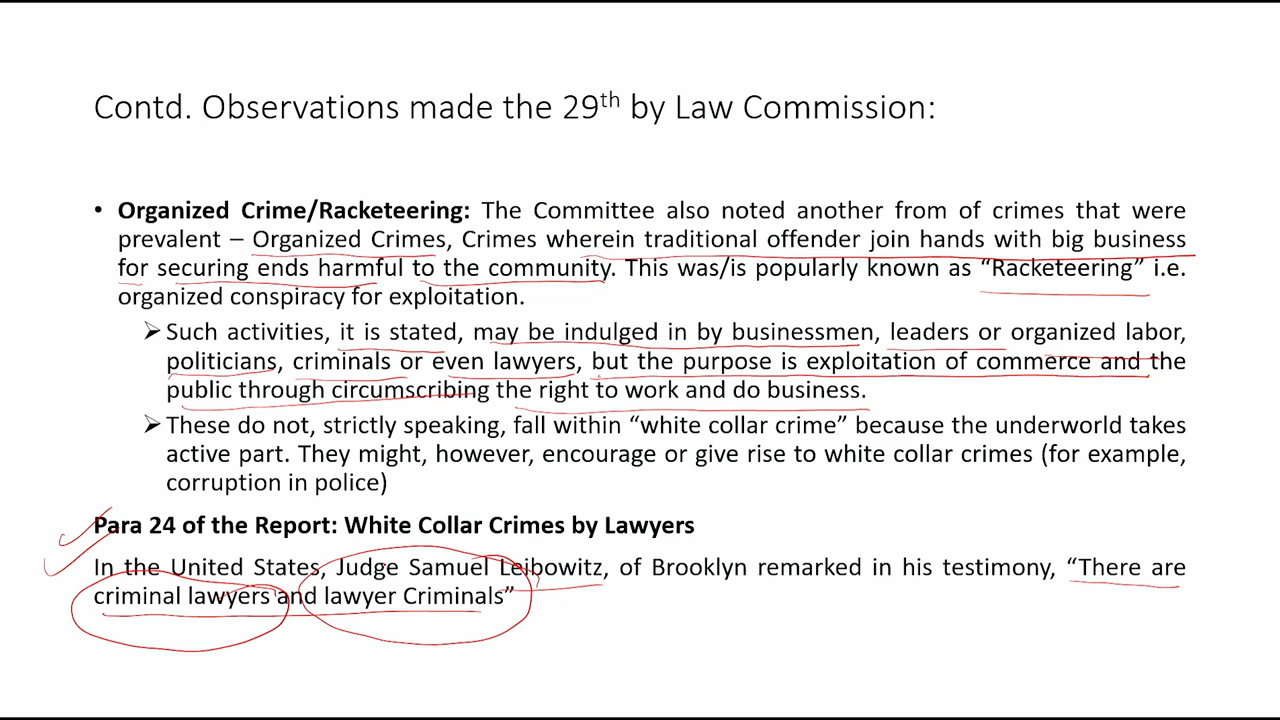 Contd. Observations made the 29th by Law Commission:
• Organized Crime/Racketeering: The Committee also noted another from of crimes that were
prevalent – Organized Crimes, Crimes wherein traditional offender join hands with big business
for securing ends harmful to the community. This was/is popularly known as “Racketeering” i.e.
organized conspiracy for exploitation.
➢Such activities, it is stated, may be indulged in by businessmen, leaders or organized labor,
politicians, criminals or even lawyers, but the purpose is exploitation of commerce and the
public through circumscribing the right to work and do business.
➢These do not, strictly speaking, fall within “white collar crime” because the underworld takes
active part. They might, however, encourage or give rise to white collar crimes (for example,
corruption in police)
Para 24 of the Report: White Collar Crimes by Lawyers
In the United States, Judge Samuel Leibowitz, of Brooklyn remarked in his testimony, “There are
criminal lawyers and lawyer Criminals”